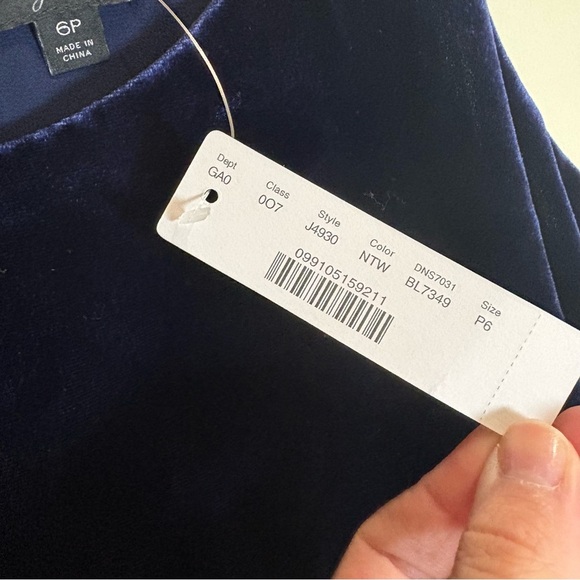 6P
MADE IN
CHINA
Dept Class Style Color DNS7031 Size
GA0 0O7 J4930 NTW BL7349 P6
099105159211